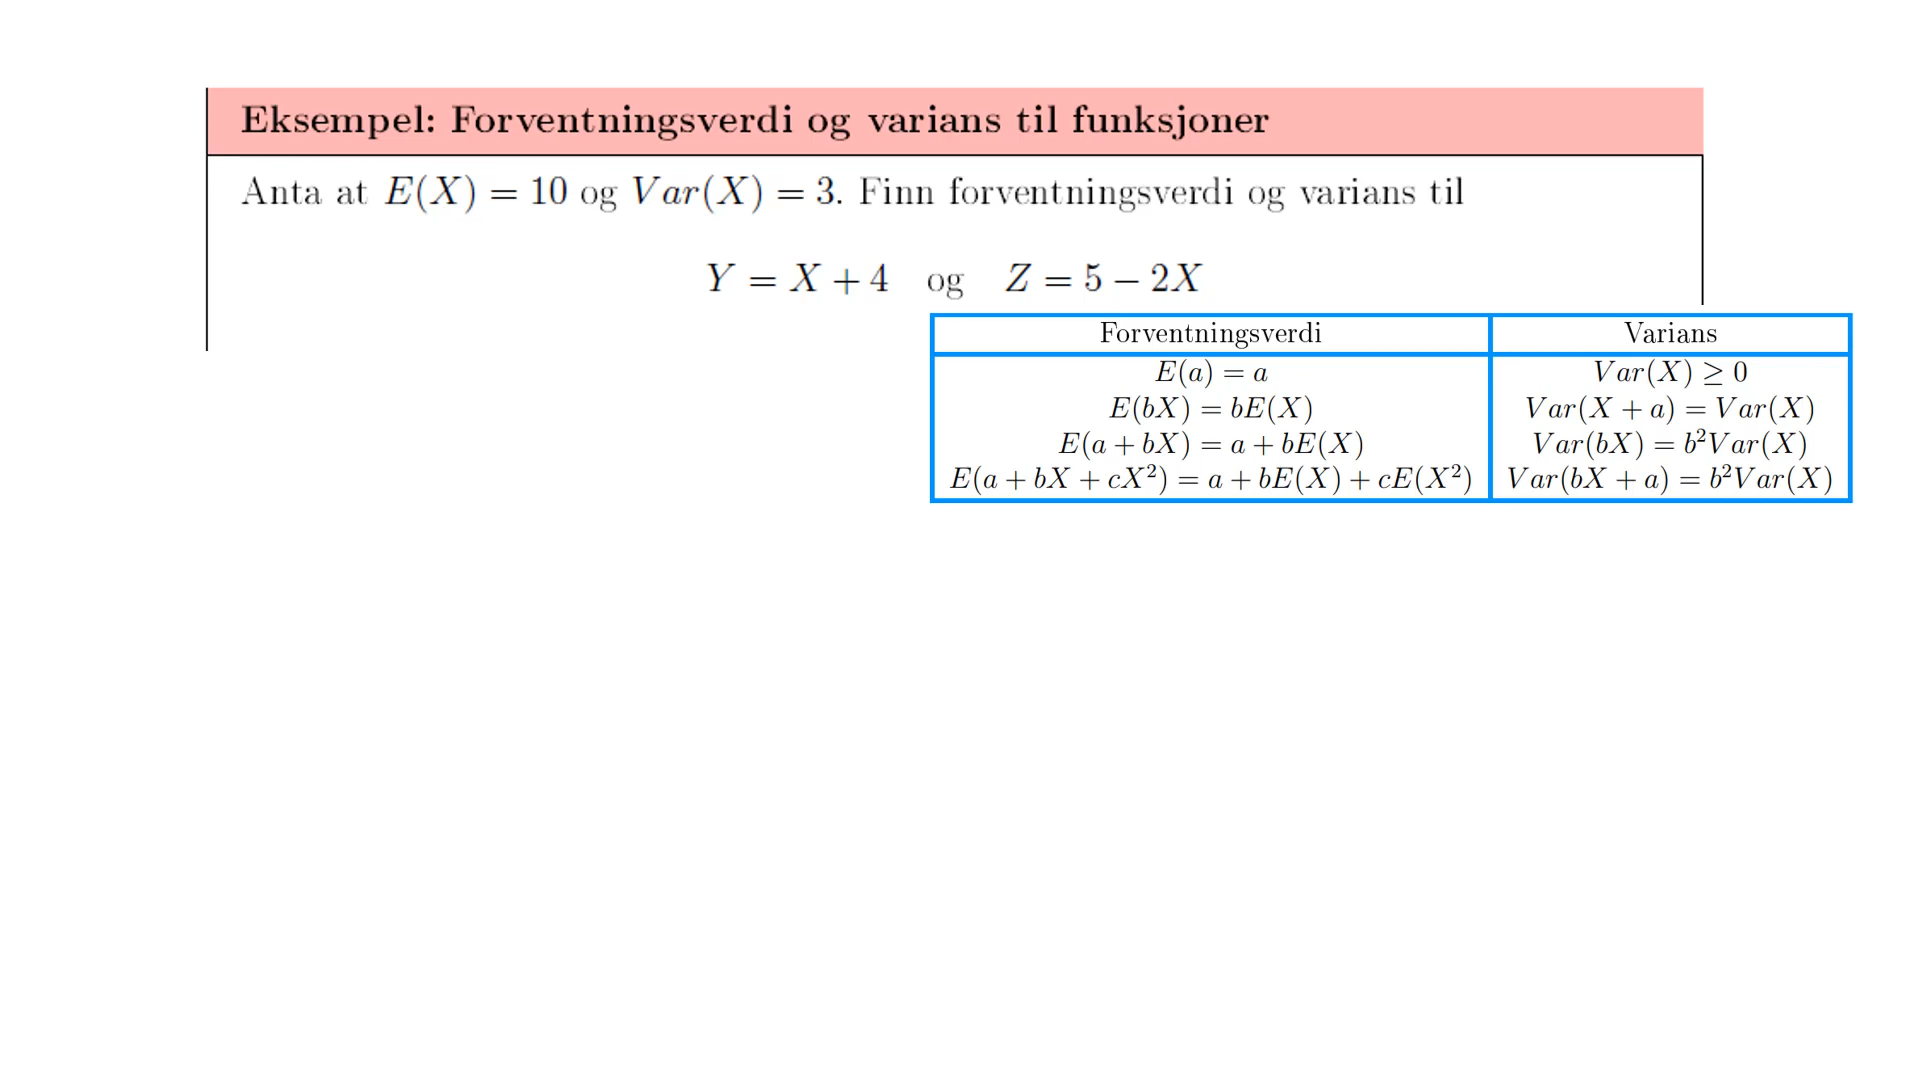 Eksempel: Forventningsverdi og varians til funksjoner
Anta at E(X) = 10 og Var(X) = 3. Finn forventningsverdi og varians til
Y = X + 4 og Z = 5 − 2X
Forventningsverdi Varians
E(a) = a Var(X) ≥ 0
E(bX) = bE(X) Var(X + a) = Var(X)
E(a + bX) = a + bE(X) Var(bX) = b²Var(X)
E(a + bX + cX²) = a + bE(X) + cE(X²) Var(bX + a) = b²Var(X)